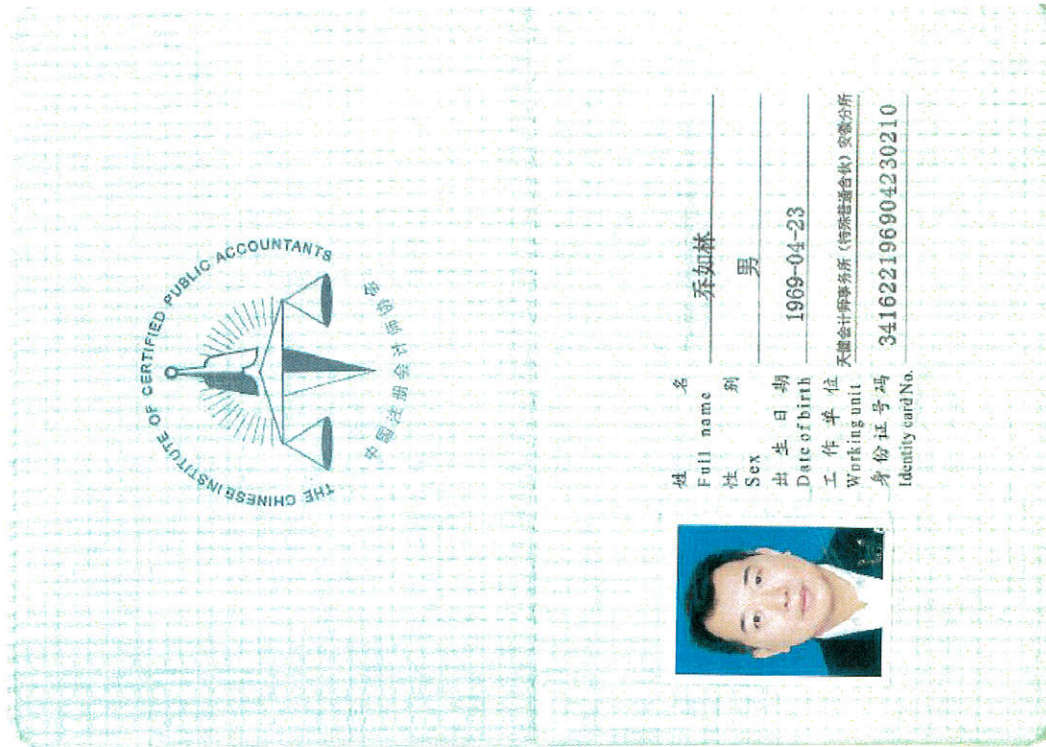 THE CHINESE INSTITUTE OF CERTIFIED PUBLIC ACCOUNTANTS
中国注册会计师协会
姓 名 乔如林
Full name
性 别 男
Sex
出 生 日 期 1969-04-23
Date of birth
工 作 单 位 天健会计师事务所（特殊普通合伙）安徽分所
Working unit
身 份 证 号 码 341622196904230210
Identity card No.